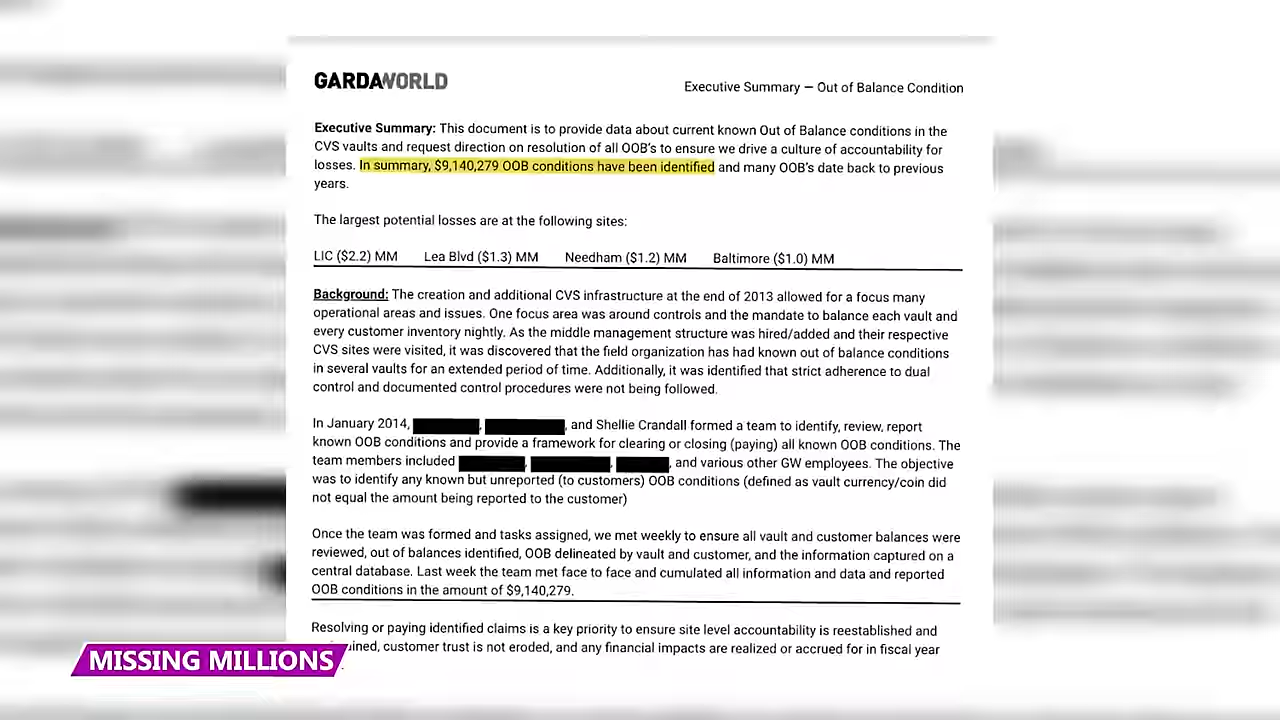 GARDAWORLD
Executive Summary — Out of Balance Condition
Executive Summary: This document is to provide data about current known Out of Balance conditions in the
CVS vaults and request direction on resolution of all OOB's to ensure we drive a culture of accountability for
losses. In summary, $9,140,279 OOB conditions have been identified and many OOB's date back to previous
years.
The largest potential losses are at the following sites:
LIC ($2.2) MM Lea Blvd ($1.3) MM Needham ($1.2) MM Baltimore ($1.0) MM
Background: The creation and additional CVS infrastructure at the end of 2013 allowed for a focus many
operational areas and issues. One focus area was around controls and the mandate to balance each vault and
every customer inventory nightly. As the middle management structure was hired/added and their respective
CVS sites were visited, it was discovered that the field organization has had known out of balance conditions
in several vaults for an extended period of time. Additionally, it was identified that strict adherence to dual
control and documented control procedures were not being followed.
In January 2014, , , and Shellie Crandall formed a team to identify, review, report
known OOB conditions and provide a framework for clearing or closing (paying) all known OOB conditions. The
team members included , , , and various other GW employees. The objective
was to identify any known but unreported (to customers) OOB conditions (defined as vault currency/coin did
not equal the amount being reported to the customer)
Once the team was formed and tasks assigned, we met weekly to ensure all vault and customer balances were
reviewed, out of balances identified, OOB delineated by vault and customer, and the information captured on a
central database. Last week the team met face to face and cumulated all information and data and reported
OOB conditions in the amount of $9,140,279.
Resolving or paying identified claims is a key priority to ensure site level accountability is reestablished and
customer trust is not eroded, and any financial impacts are realized or accrued for in fiscal year
MISSING MILLIONS